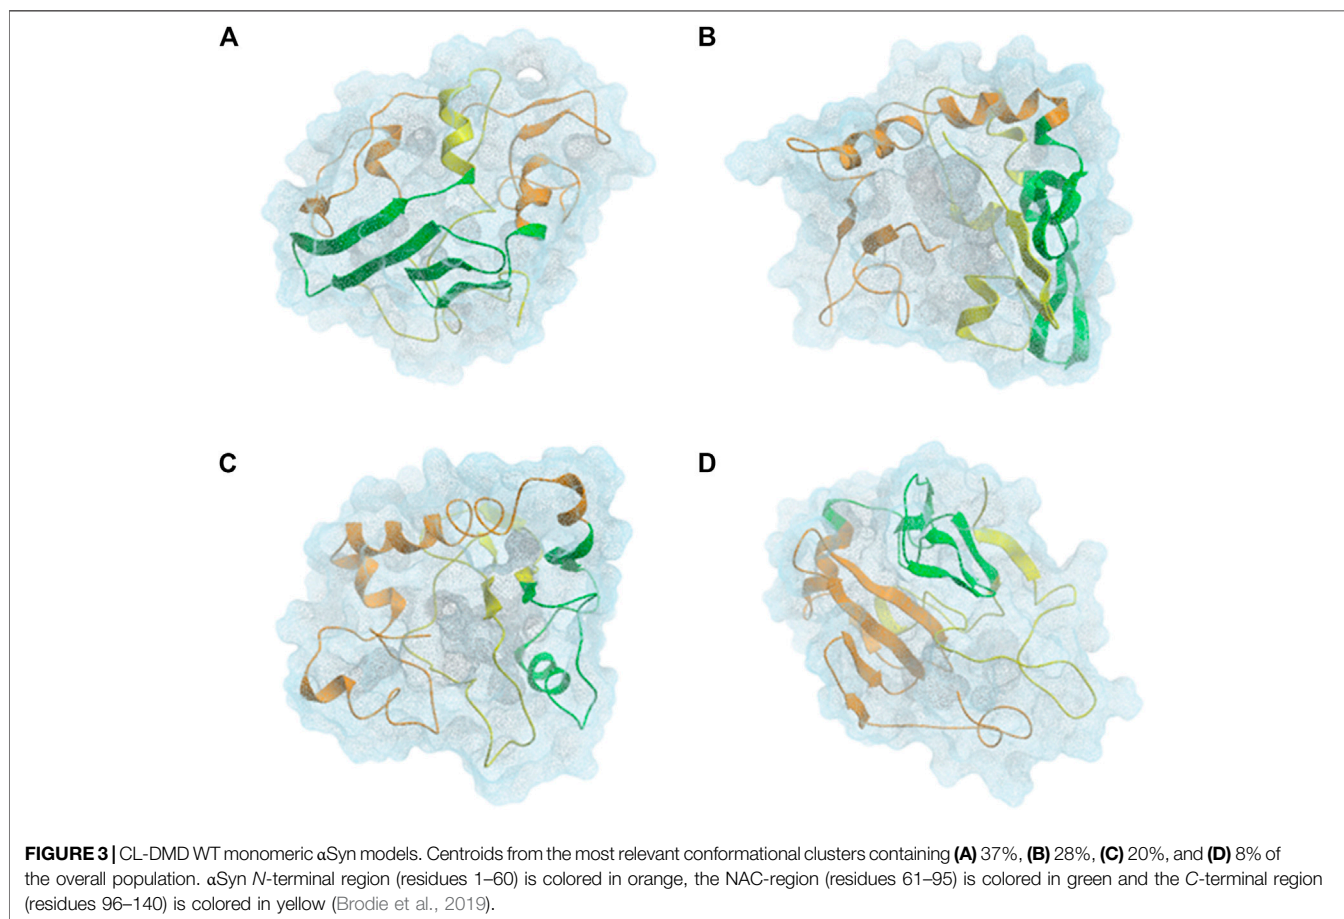 A
B
C
D
FIGURE 3 | CL-DMD WT monomeric αSyn models. Centroids from the most relevant conformational clusters containing (A) 37%, (B) 28%, (C) 20%, and (D) 8% of
the overall population. αSyn N-terminal region (residues 1–60) is colored in orange, the NAC-region (residues 61–95) is colored in green and the C-terminal region
(residues 96–140) is colored in yellow (Brodie et al., 2019).